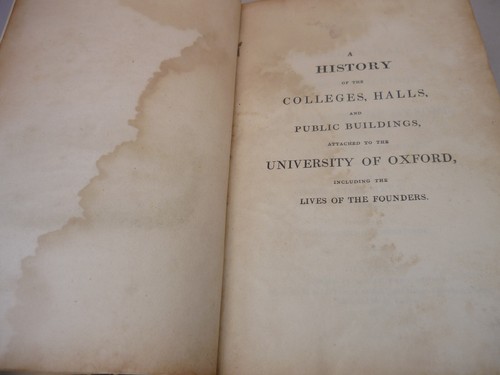 A
HISTORY
OF THE
COLLEGES, HALLS,
AND
PUBLIC BUILDINGS,
ATTACHED TO THE
UNIVERSITY OF OXFORD,
INCLUDING THE
LIVES OF THE FOUNDERS.